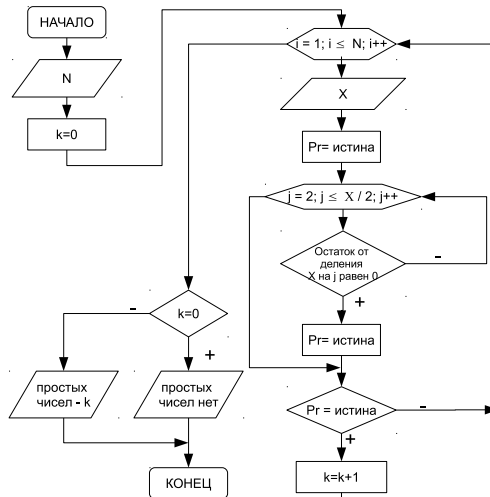 НАЧАЛО
N
k=0
i = 1; i ≤ N; i++
X
Pr= истина
j = 2; j ≤ X / 2; j++
Остаток от
деления
X на j равен 0
-
+
Pr= истина
k=0
-
+
простых
чисел - k
простых
чисел нет
Pr = истина
-
+
k=k+1
КОНЕЦ